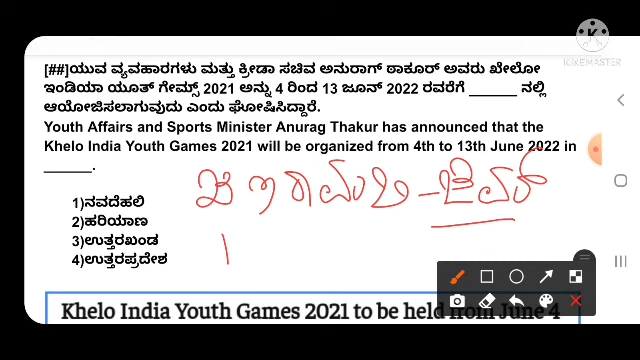 [##]ಯುವ ವ್ಯವಹಾರಗಳು ಮತ್ತು ಕ್ರೀಡಾ ಸಚಿವ ಅನುರಾಗ್ ಠಾಕೂರ್ ಅವರು ಖೇಲೋ
ಇಂಡಿಯಾ ಯೂತ್ ಗೇಮ್ಸ್ 2021 ಅನ್ನು 4 ರಿಂದ 13 ಜೂನ್ 2022 ರವರೆಗೆ ______ ನಲ್ಲಿ
ಆಯೋಜಿಸಲಾಗುವುದು ಎಂದು ಘೋಷಿಸಿದ್ದಾರೆ.
Youth Affairs and Sports Minister Anurag Thakur has announced that the
Khelo India Youth Games 2021 will be organized from 4th to 13th June 2022 in
______.
1)ನವದೆಹಲಿ
2)ಹರಿಯಾಣ
3)ಉತ್ತರಖಂಡ
4)ಉತ್ತರಪ್ರದೇಶ
Khelo India Youth Games 2021 to be held from June 4
KINEMASTER